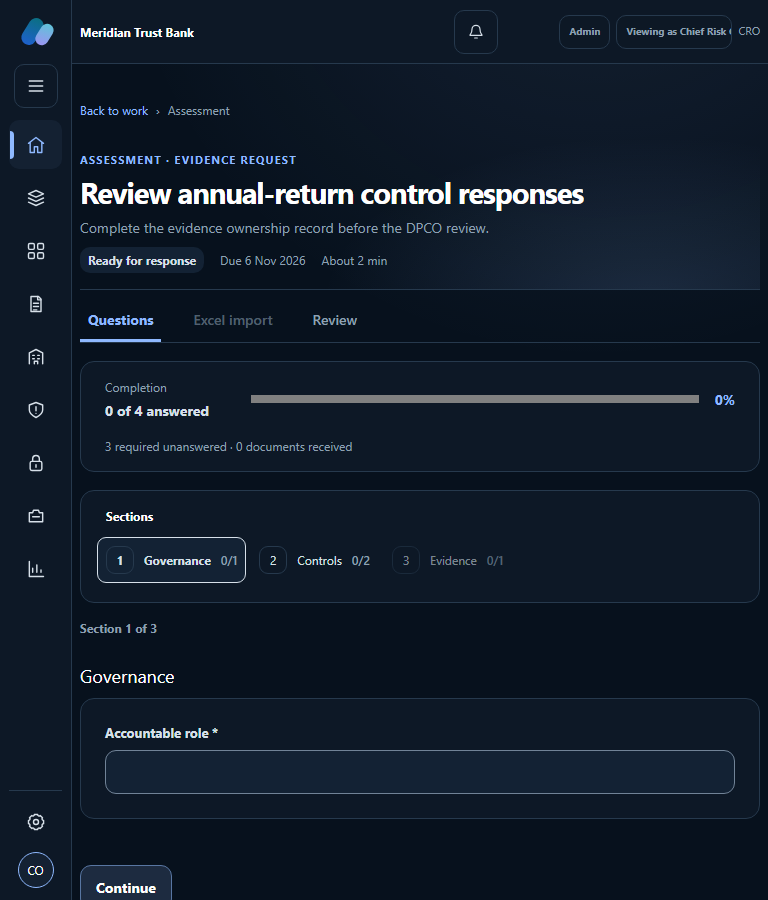 Meridian Trust Bank
Admin
Viewing as Chief Risk
CRO
Back to work › Assessment
ASSESSMENT · EVIDENCE REQUEST
Review annual-return control responses
Complete the evidence ownership record before the DPCO review.
Ready for response Due 6 Nov 2026 About 2 min
Questions Excel import Review
Completion
0 of 4 answered
0%
3 required unanswered · 0 documents received
Sections
1 Governance 0/1 2 Controls 0/2 3 Evidence 0/1
Section 1 of 3
Governance
Accountable role *
CO
Continue